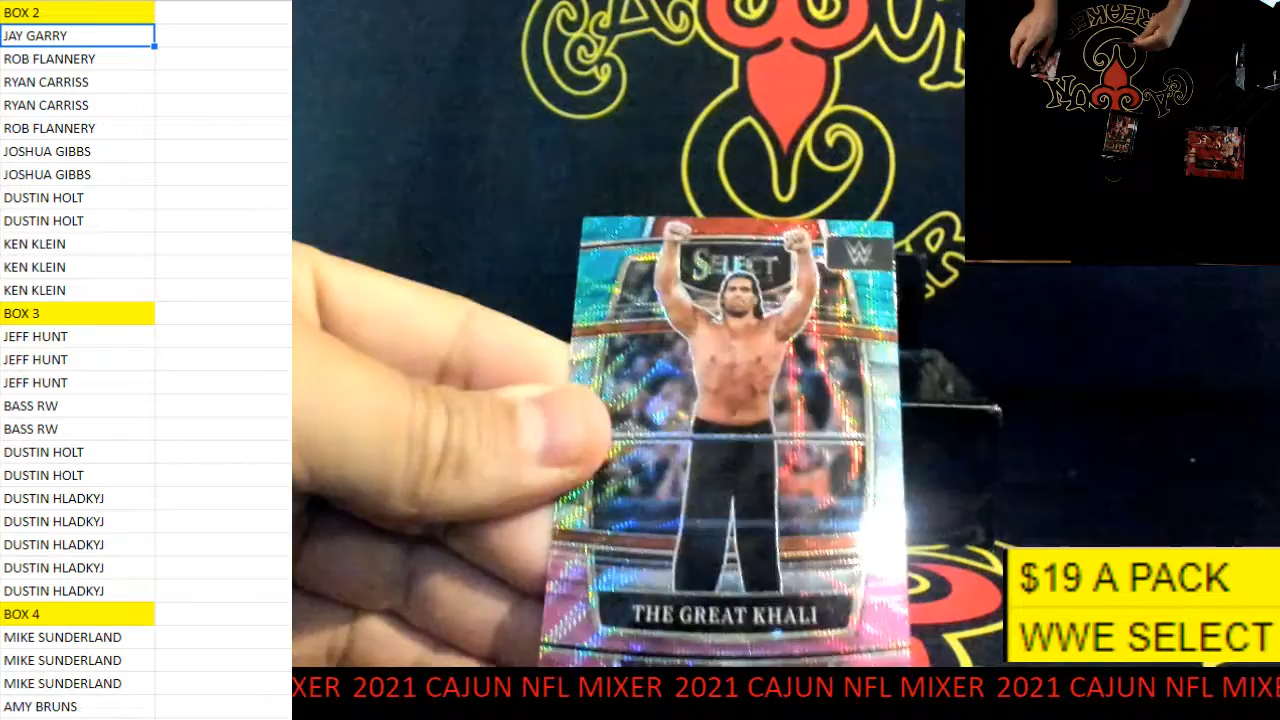 BOX 2
JAY GARRY
ROB FLANNERY
RYAN CARRISS
RYAN CARRISS
ROB FLANNERY
JOSHUA GIBBS
JOSHUA GIBBS
DUSTIN HOLT
DUSTIN HOLT
KEN KLEIN
KEN KLEIN
KEN KLEIN
BOX 3
JEFF HUNT
JEFF HUNT
JEFF HUNT
BASS RW
BASS RW
DUSTIN HOLT
DUSTIN HOLT
DUSTIN HLADKYJ
DUSTIN HLADKYJ
DUSTIN HLADKYJ
DUSTIN HLADKYJ
DUSTIN HLADKYJ
BOX 4
MIKE SUNDERLAND
MIKE SUNDERLAND
MIKE SUNDERLAND
AMY BRUNS
SELECT
W
THE GREAT KHALI
$19 A PACK
WWE SELECT
XER 2021 CAJUN NFL MIXER 2021 CAJUN NFL MIXER 2021 CAJUN NFL MIXE